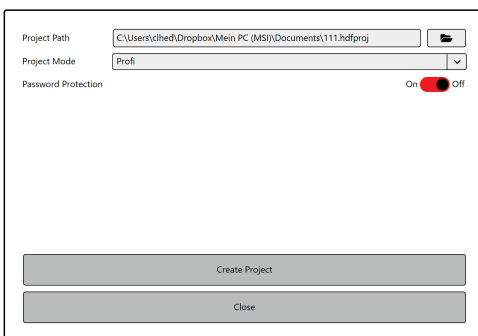 Project Path C:\Users\clhed\Dropbox\Mein PC (MSI)\Documents\111.hdfproj
Project Mode Profi
Password Protection On Off
Create Project
Close